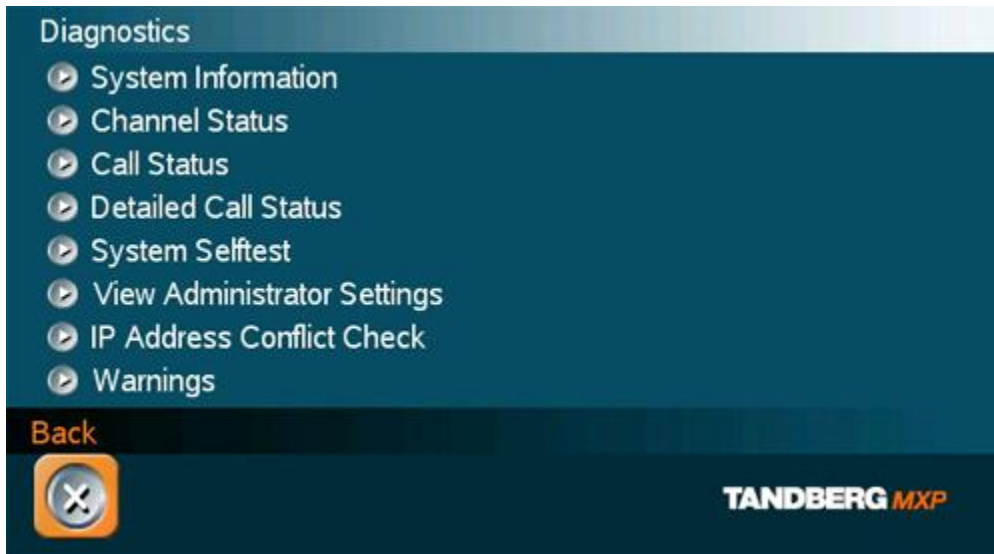 Diagnostics
System Information
Channel Status
Call Status
Detailed Call Status
System Selftest
View Administrator Settings
IP Address Conflict Check
Warnings
Back
TANDBERG MXP